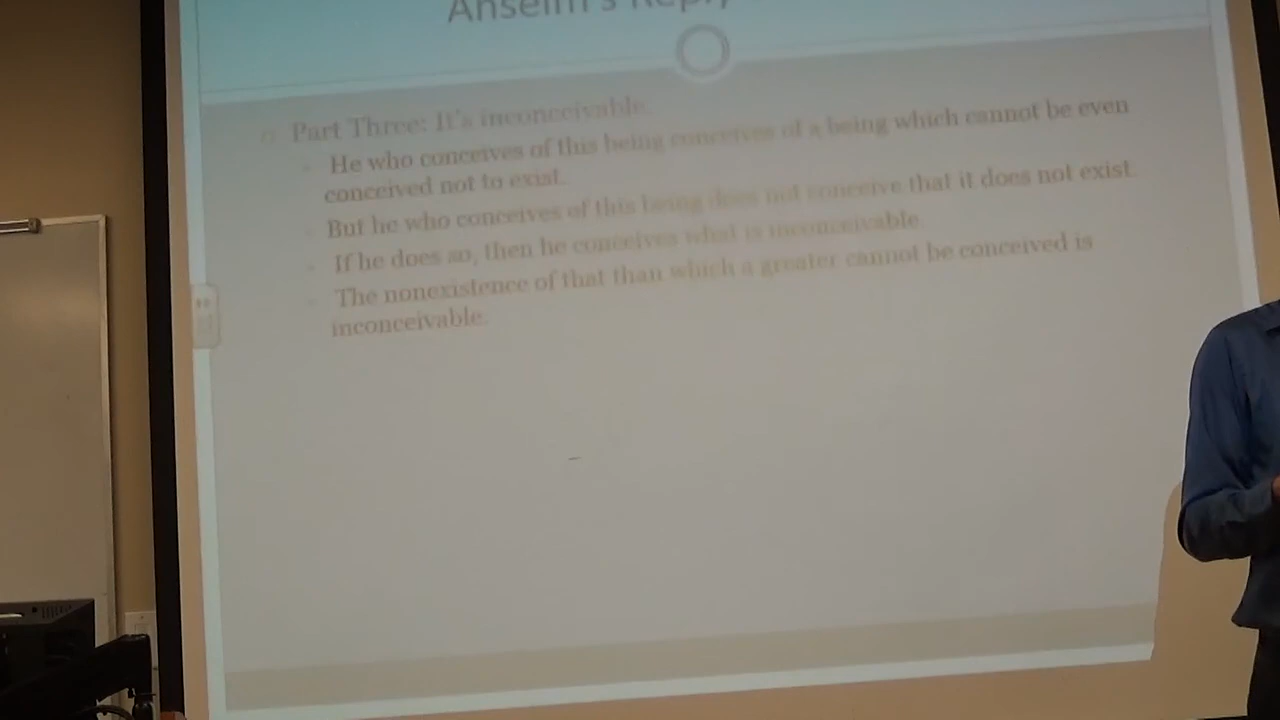 Anselm's Reply
Part Three: It's inconceivable.
He who conceives of this being conceives of a being which cannot be even
conceived not to exist.
But he who conceives of this being does not conceive that it does not exist.
If he does so, then he conceives what is inconceivable.
The nonexistence of that than which a greater cannot be conceived is
inconceivable.